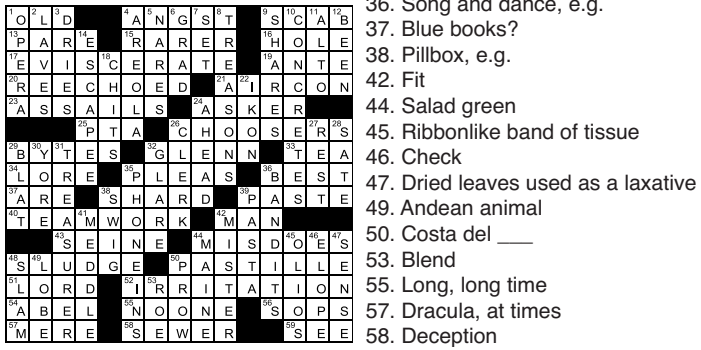 1 O 2 L 3 D 4 A 5 N 6 G 7 S 8 T 9 S 10 C 11 A 12 B
13 P A R 14 E 15 R A R E R 16 H O L E
17 E V I S 18 C E R A T E 19 A N T E
20 R E E C H O E D 21 A 22 I R C O N
23 A S S A I L S 24 A S K E R
25 P T A 26 C H O O S E 27 R 28 S
29 B 30 Y 31 T E S 32 G L E N N 33 T E A
34 L O R E 35 P L E A S 36 B E S T
37 A R E 38 S H A R D 39 P A S T E
40 T E A 41 M W O R K 42 M A N
43 S E I N E 44 M I S D 45 O 46 E 47 S
48 S 49 L U D G E 50 P A S T I L L E
51 L O R D 52 I 53 R R I T A T I O N
54 A B E L 55 N O O N E 56 S O P S
57 M E R E 58 S E W E R 59 S E E
36. Song and dance, e.g.
37. Blue books?
38. Pillbox, e.g.
42. Fit
44. Salad green
45. Ribbonlike band of tissue
46. Check
47. Dried leaves used as a laxative
49. Andean animal
50. Costa del ___
53. Blend
55. Long, long time
57. Dracula, at times
58. Deception